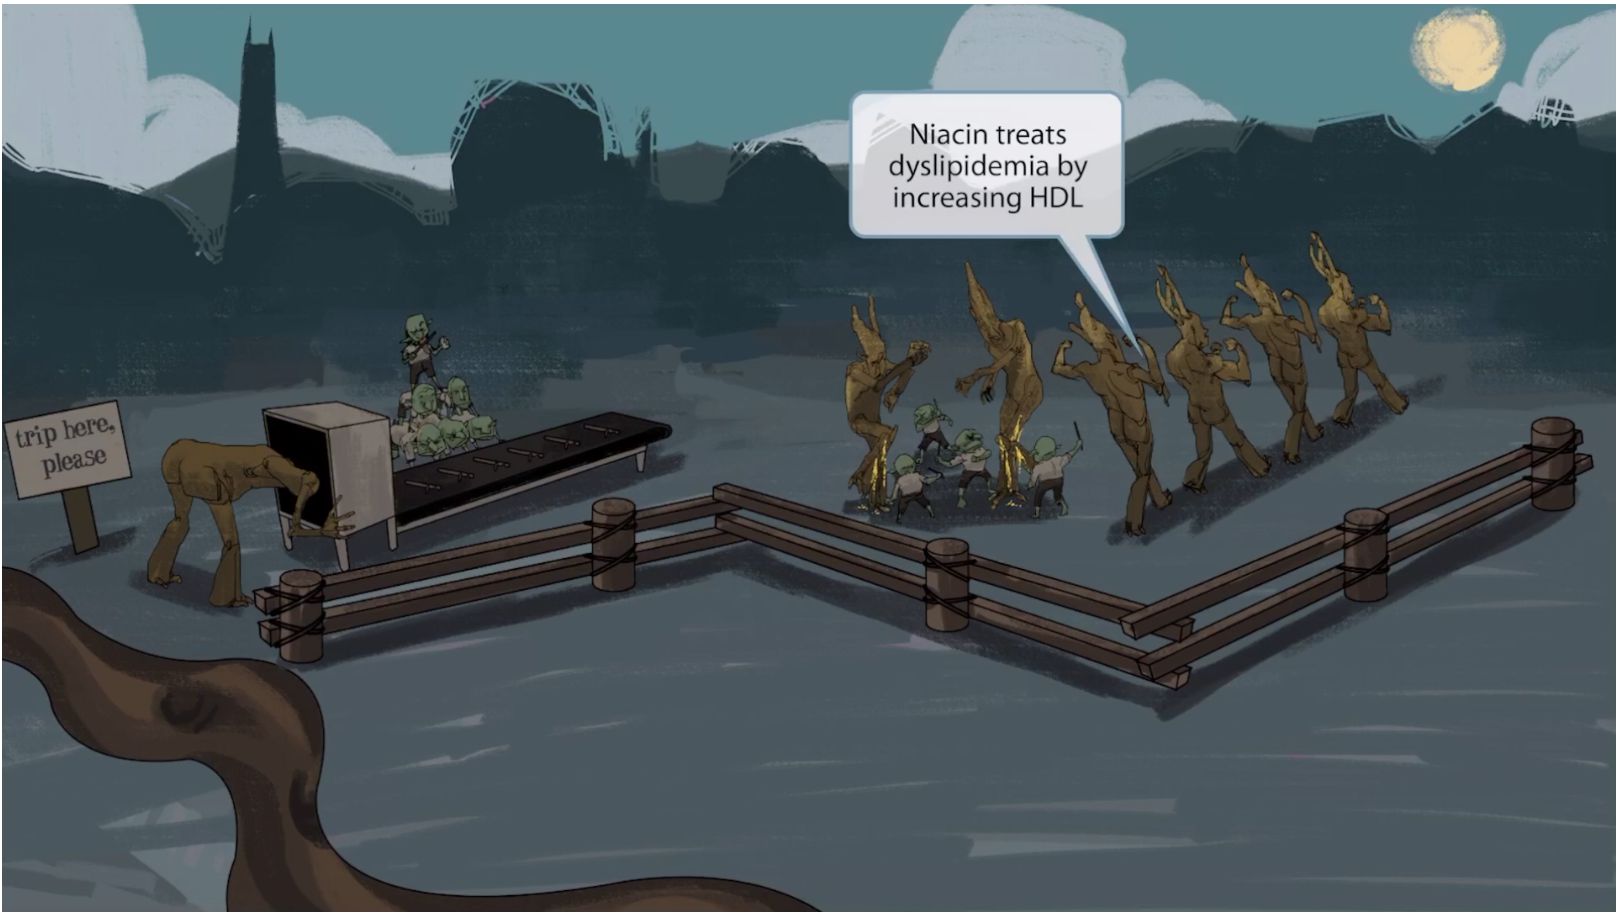 trip here,
please
Niacin treats
dyslipidemia by
increasing HDL